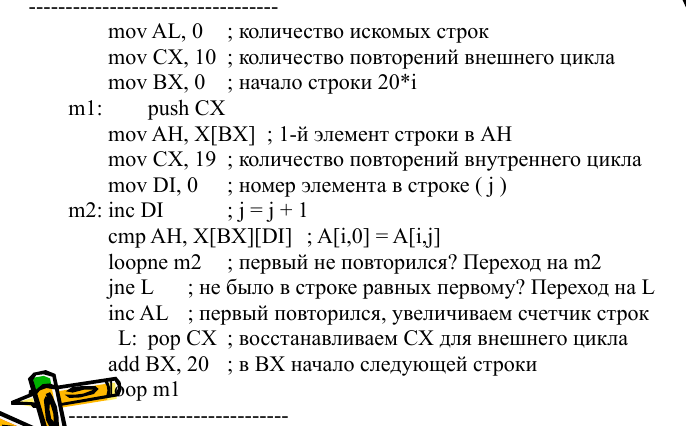 ----------------------------------
mov AL, 0 ; количество искомых строк
mov CX, 10 ; количество повторений внешнего цикла
mov BX, 0 ; начало строки 20*i
m1: push CX
mov AH, X[BX] ; 1-й элемент строки в AH
mov CX, 19 ; количество повторений внутреннего цикла
mov DI, 0 ; номер элемента в строке ( j )
m2: inc DI ; j = j + 1
cmp AH, X[BX][DI] ; A[i,0] = A[i,j]
loopne m2 ; первый не повторился? Переход на m2
jne L ; не было в строке равных первому? Переход на L
inc AL ; первый повторился, увеличиваем счетчик строк
L: pop CX ; восстанавливаем CX для внешнего цикла
add BX, 20 ; в BX начало следующей строки
loop m1
------------------------------